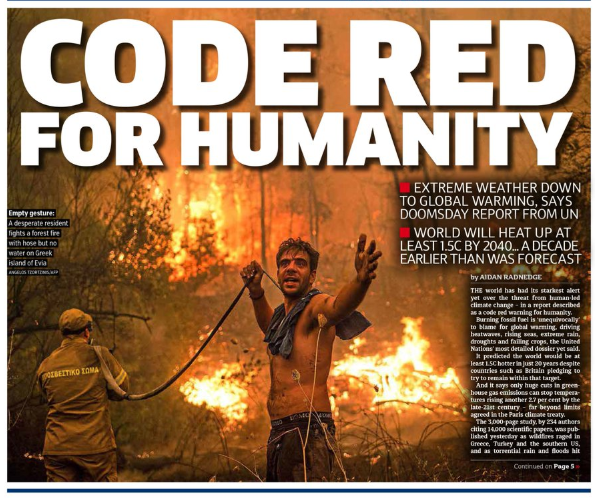 CODE RED
FOR HUMANITY
EXTREME WEATHER DOWN
TO GLOBAL WARMING, SAYS
DOOMSDAY REPORT FROM UN
WORLD WILL HEAT UP AT
LEAST 1.5C BY 2040... A DECADE
EARLIER THAN WAS FORECAST
Empty gesture:
A desperate resident
fights a forest fire
with hose but no
water on Greek
island of Evia
ANGELOS TZORTZINIS/AFP
ΟΣΒΕΣΤΙΚΟ ΣΩΜΑ
by AIDAN RADNEDGE
THE world has had its starkest alert
yet over the threat from human-led
climate change – in a report described
as a code red warning for humanity.
Burning fossil fuel is 'unequivocally'
to blame for global warming, driving
heatwaves, rising seas, extreme rain,
droughts and failing crops, the United
Nations' most detailed dossier yet said.
It predicted the world would be at
least 1.5C hotter in just 20 years despite
countries such as Britain pledging to
try to remain within that target.
And it says only huge cuts in green-
house gas emissions can stop tempera-
tures rising another 2.7 per cent by the
late-21st century – far beyond limits
agreed in the Paris climate treaty.
The 3,000-page study, by 234 authors
citing 14,000 scientific papers, was pub-
lished yesterday as wildfires raged in
Greece, Turkey and the southern US,
and as torrential rain and floods hit
Continued on Page 5